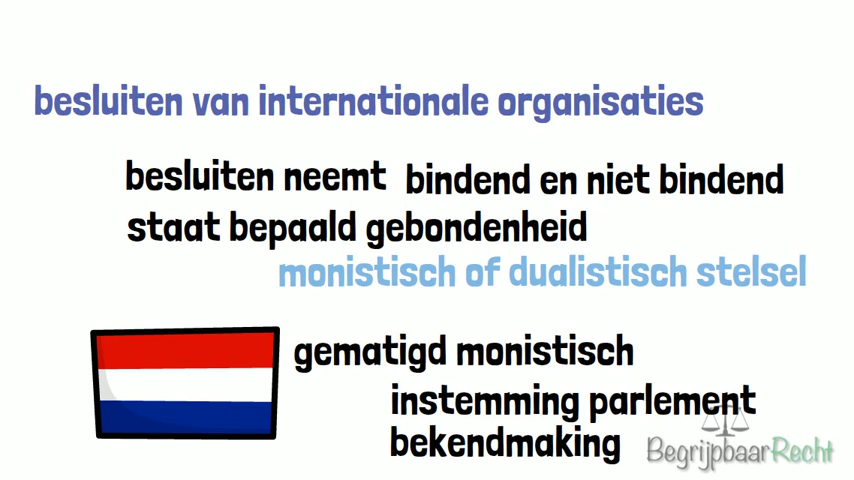 besluiten van internationale organisaties
besluiten neemt bindend en niet bindend
staat bepaald gebondenheid
monistisch of dualistisch stelsel
gematigd monistisch
instemming parlement
bekendmaking
BegrijpbaarRecht